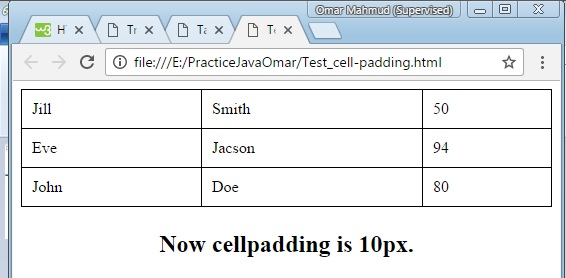 Omar Mahmud (Supervised)
H
Tr
Ta
Te
file:///E:/PracticeJavaOmar/Test_cell-padding.html
Jill Smith 50
Eve Jacson 94
John Doe 80
Now cellpadding is 10px.